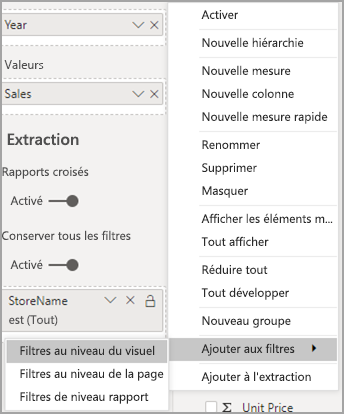 Year
Valeurs
Sales
Extraction
Rapports croisés
Activé
Conserver tous les filtres
Activé
StoreName
est (Tout)
Activer
Nouvelle hiérarchie
Nouvelle mesure
Nouvelle colonne
Nouvelle mesure rapide
Renommer
Supprimer
Masquer
Afficher les éléments m...
Tout afficher
Réduire tout
Tout développer
Nouveau groupe
Ajouter aux filtres
Ajouter à l'extraction
Filtres au niveau du visuel
Filtres au niveau de la page
Filtres de niveau rapport
Σ Unit Price